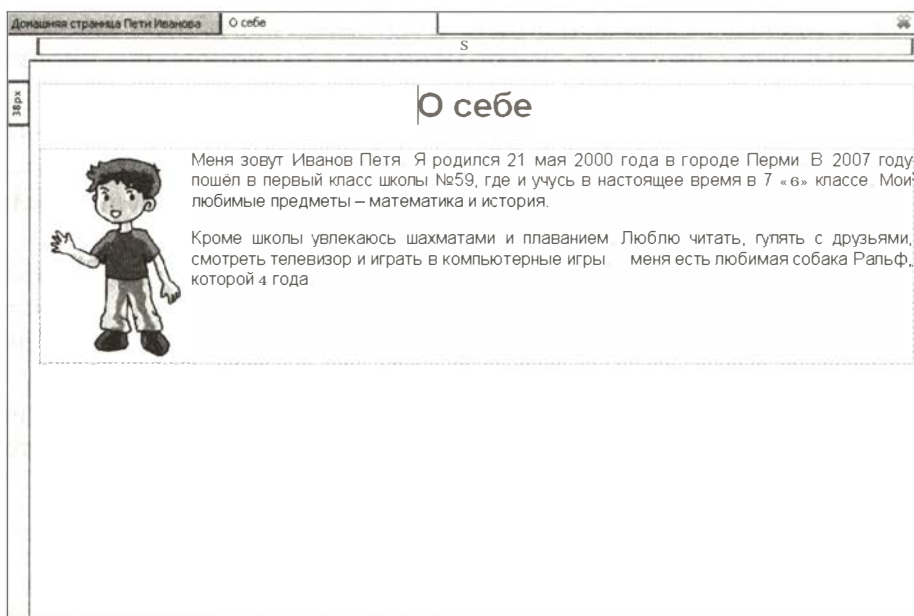 Домашняя страница Пети Иванова
О себе
S
38px
О себе
Меня зовут Иванов Петя Я родился 21 мая 2000 года в городе Перми В 2007 году
пошёл в первый класс школы №59, где и учусь в настоящее время в 7 «6» классе Мои
любимые предметы – математика и история.
Кроме школы увлекаюсь шахматами и плаванием Люблю читать, гулять с друзьями,
смотреть телевизор и играть в компьютерные игры меня есть любимая собака Ральф,
которой 4 года